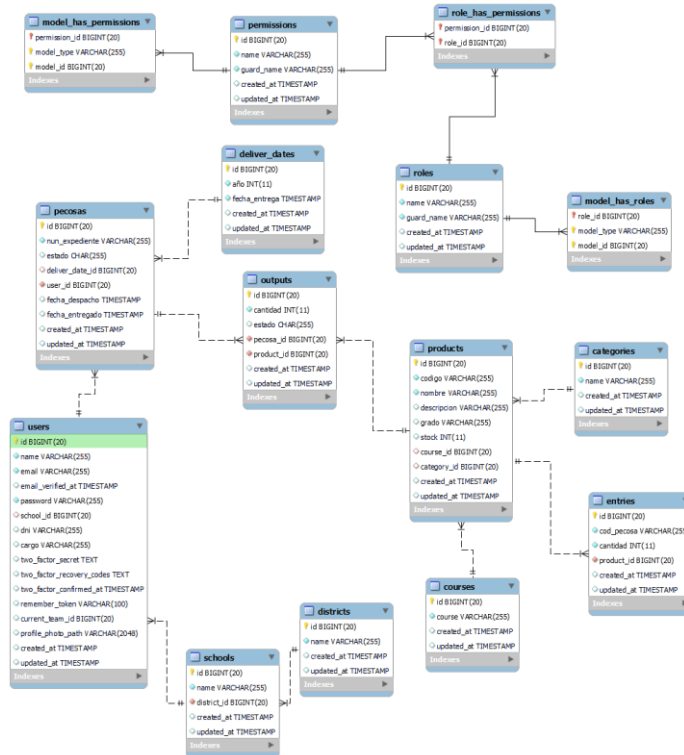 model_has_permissions
permission_id BIGINT(20)
model_type VARCHAR(255)
model_id BIGINT(20)
Indexes
permissions
id BIGINT(20)
name VARCHAR(255)
guard_name VARCHAR(255)
created_at TIMESTAMP
updated_at TIMESTAMP
Indexes
role_has_permissions
permission_id BIGINT(20)
role_id BIGINT(20)
Indexes
deliver_dates
id BIGINT(20)
año INT(11)
fecha_entrega TIMESTAMP
created_at TIMESTAMP
updated_at TIMESTAMP
Indexes
roles
id BIGINT(20)
name VARCHAR(255)
guard_name VARCHAR(255)
created_at TIMESTAMP
updated_at TIMESTAMP
Indexes
model_has_roles
role_id BIGINT(20)
model_type VARCHAR(255)
model_id BIGINT(20)
Indexes
pecosas
id BIGINT(20)
nun_expediente VARCHAR(255)
estado CHAR(255)
deliver_date_id BIGINT(20)
user_id BIGINT(20)
fecha_despacho TIMESTAMP
fecha_entregado TIMESTAMP
created_at TIMESTAMP
updated_at TIMESTAMP
Indexes
outputs
id BIGINT(20)
cantidad INT(11)
estado CHAR(255)
pecosa_id BIGINT(20)
product_id BIGINT(20)
created_at TIMESTAMP
updated_at TIMESTAMP
Indexes
products
id BIGINT(20)
codigo VARCHAR(255)
nombre VARCHAR(255)
descripcion VARCHAR(255)
grado VARCHAR(255)
stock INT(11)
course_id BIGINT(20)
category_id BIGINT(20)
created_at TIMESTAMP
updated_at TIMESTAMP
Indexes
categories
id BIGINT(20)
name VARCHAR(255)
created_at TIMESTAMP
updated_at TIMESTAMP
Indexes
users
id BIGINT(20)
name VARCHAR(255)
email VARCHAR(255)
email_verified_at TIMESTAMP
password VARCHAR(255)
school_id BIGINT(20)
dni VARCHAR(255)
cargo VARCHAR(255)
two_factor_secret TEXT
two_factor_recovery_codes TEXT
two_factor_confirmed_at TIMESTAMP
remember_token VARCHAR(100)
current_team_id BIGINT(20)
profile_photo_path VARCHAR(2048)
created_at TIMESTAMP
updated_at TIMESTAMP
Indexes
entries
id BIGINT(20)
cod_pecosa VARCHAR(255)
cantidad INT(11)
product_id BIGINT(20)
created_at TIMESTAMP
updated_at TIMESTAMP
Indexes
courses
id BIGINT(20)
course VARCHAR(255)
created_at TIMESTAMP
updated_at TIMESTAMP
Indexes
districts
id BIGINT(20)
name VARCHAR(255)
created_at TIMESTAMP
updated_at TIMESTAMP
Indexes
schools
id BIGINT(20)
name VARCHAR(255)
district_id BIGINT(20)
created_at TIMESTAMP
updated_at TIMESTAMP
Indexes